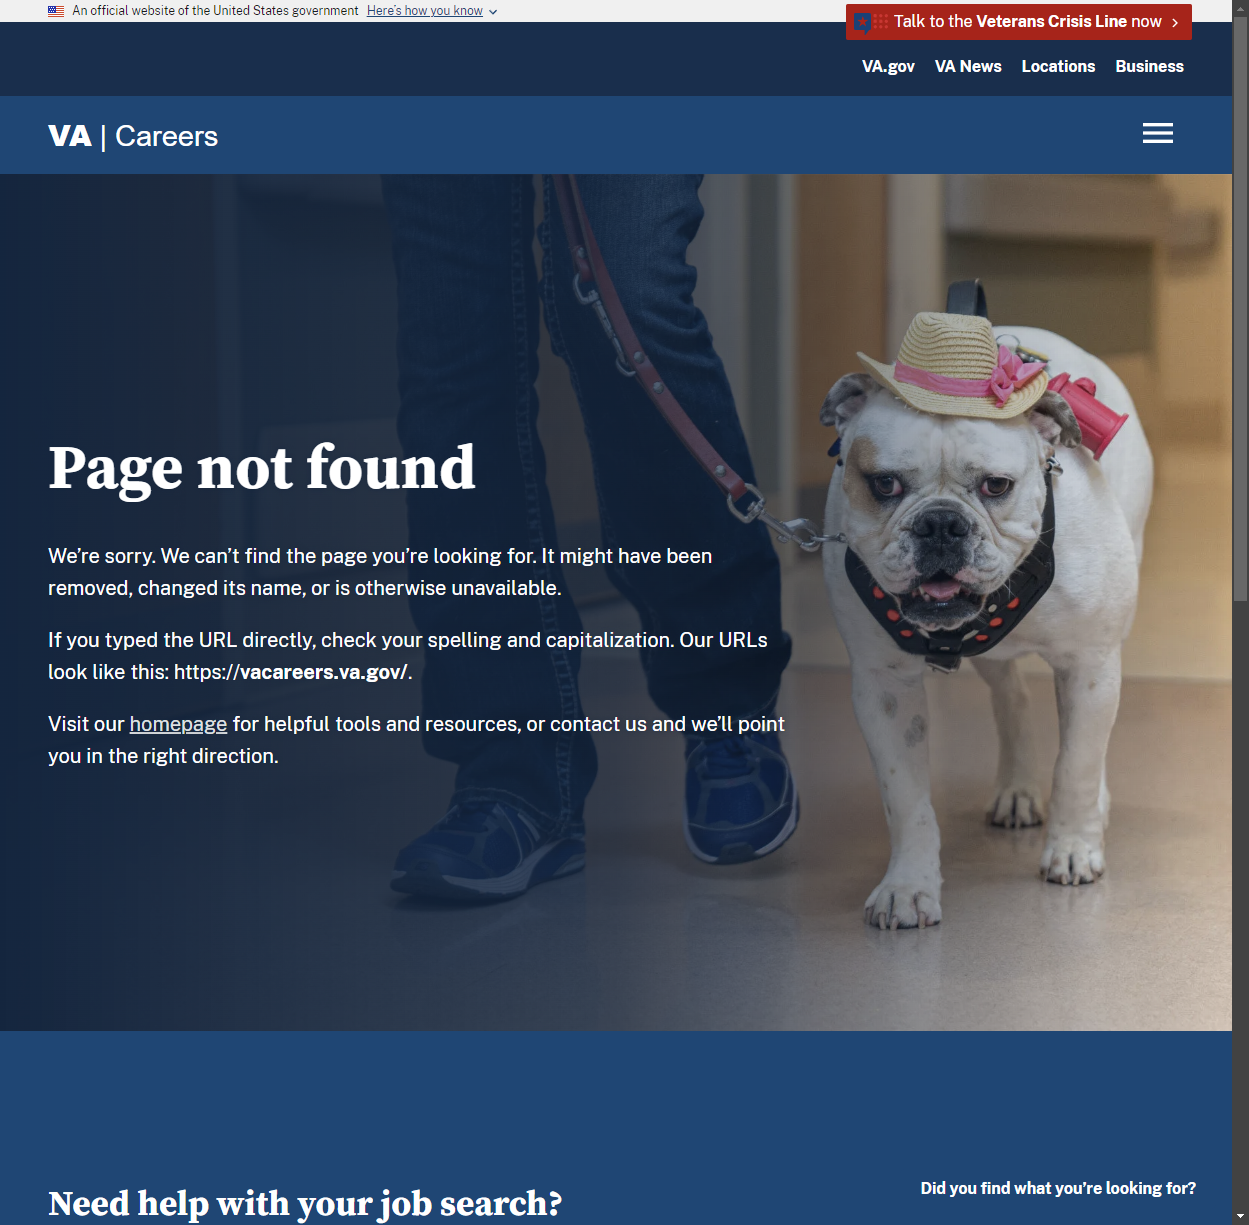 An official website of the United States government Here's how you know
Talk to the Veterans Crisis Line now
VA.gov VA News Locations Business
VA | Careers
Page not found
We’re sorry. We can’t find the page you’re looking for. It might have been
removed, changed its name, or is otherwise unavailable.
If you typed the URL directly, check your spelling and capitalization. Our URLs
look like this: https://vacareers.va.gov/.
Visit our homepage for helpful tools and resources, or contact us and we’ll point
you in the right direction.
Need help with your job search?
Did you find what you’re looking for?